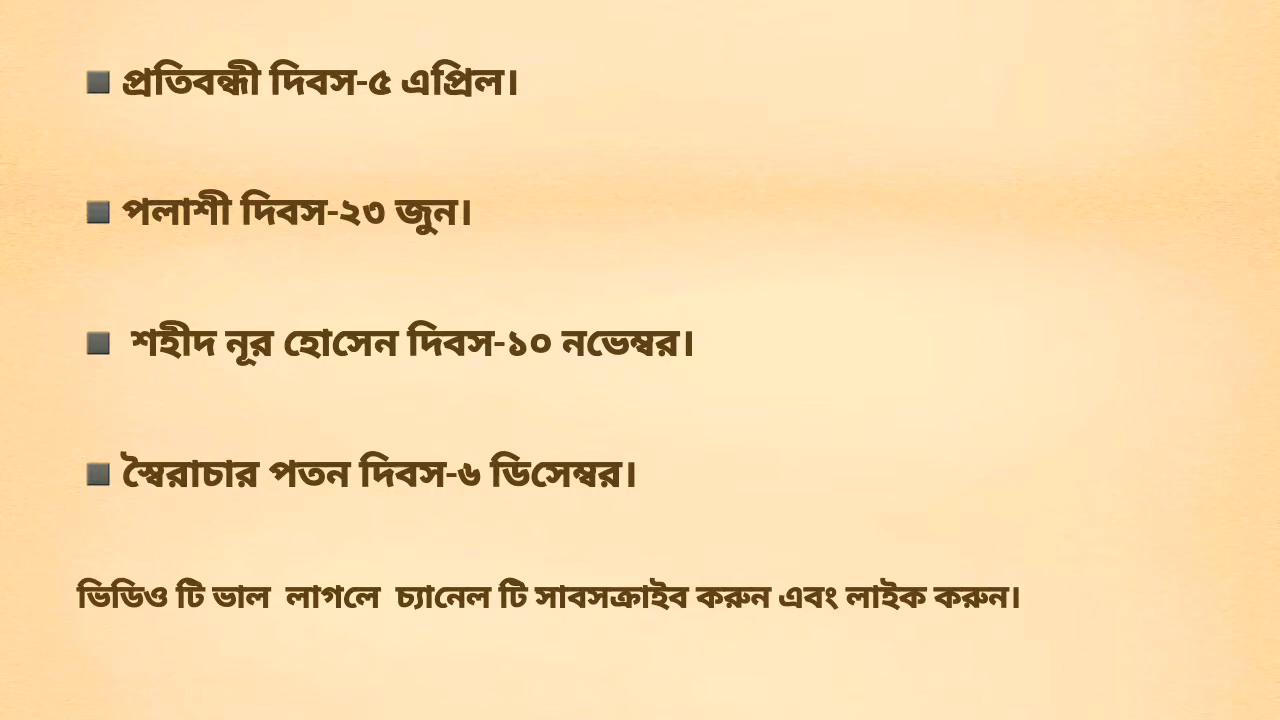 প্রতিবন্ধী দিবস-৫ এপ্রিল।
পলাশী দিবস-২৩ জুন।
শহীদ নূর হোসেন দিবস-১০ নভেম্বর।
স্বৈরাচার পতন দিবস-৬ ডিসেম্বর।
ভিডিও টি ভাল লাগলে চ্যানেল টি সাবসক্রাইব করুন এবং লাইক করুন।